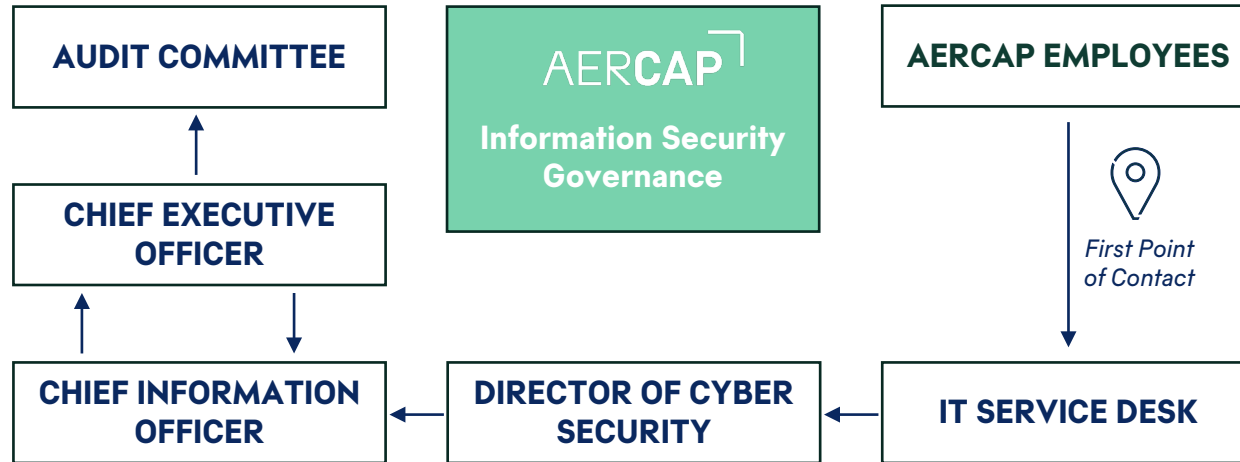 AUDIT COMMITTEE
AERCAP
Information Security
Governance
AERCAP EMPLOYEES
CHIEF EXECUTIVE
OFFICER
First Point
of Contact
CHIEF INFORMATION
OFFICER
DIRECTOR OF CYBER
SECURITY
IT SERVICE DESK